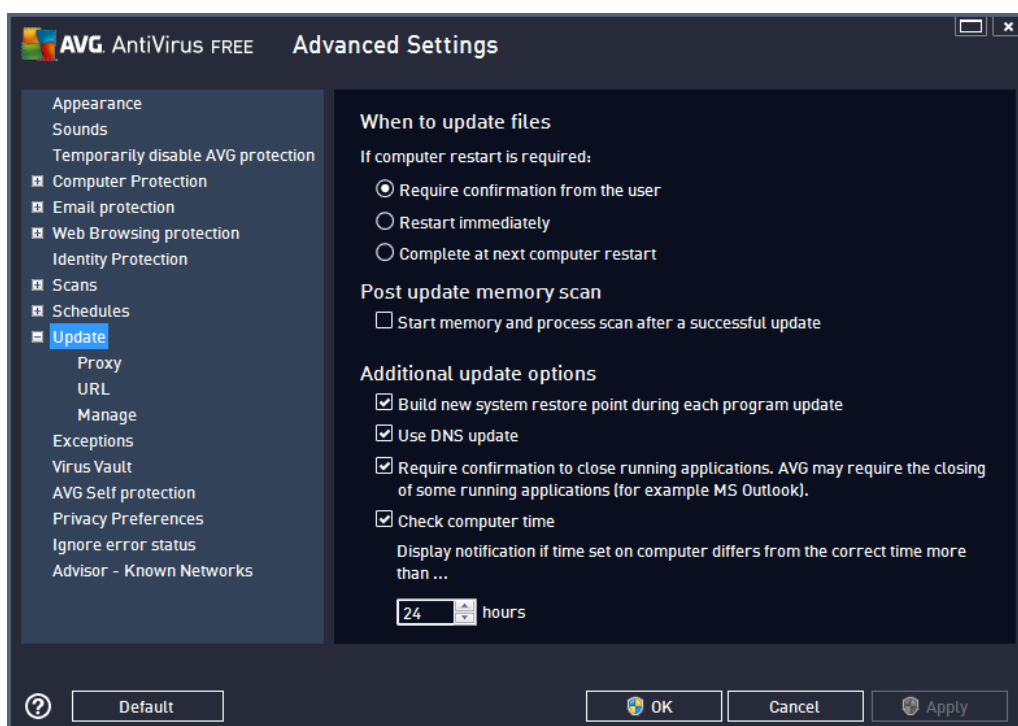 AVG. AntiVirus FREE Advanced Settings
Appearance
Sounds
Temporarily disable AVG protection
Computer Protection
Email protection
Web Browsing protection
Identity Protection
Scans
Schedules
Update
Proxy
URL
Manage
Exceptions
Virus Vault
AVG Self protection
Privacy Preferences
Ignore error status
Advisor - Known Networks
When to update files
If computer restart is required:
Require confirmation from the user
Restart immediately
Complete at next computer restart
Post update memory scan
Start memory and process scan after a successful update
Additional update options
Build new system restore point during each program update
Use DNS update
Require confirmation to close running applications. AVG may require the closing
of some running applications (for example MS Outlook).
Check computer time
Display notification if time set on computer differs from the correct time more
than ...
24 hours
? Default OK Cancel Apply